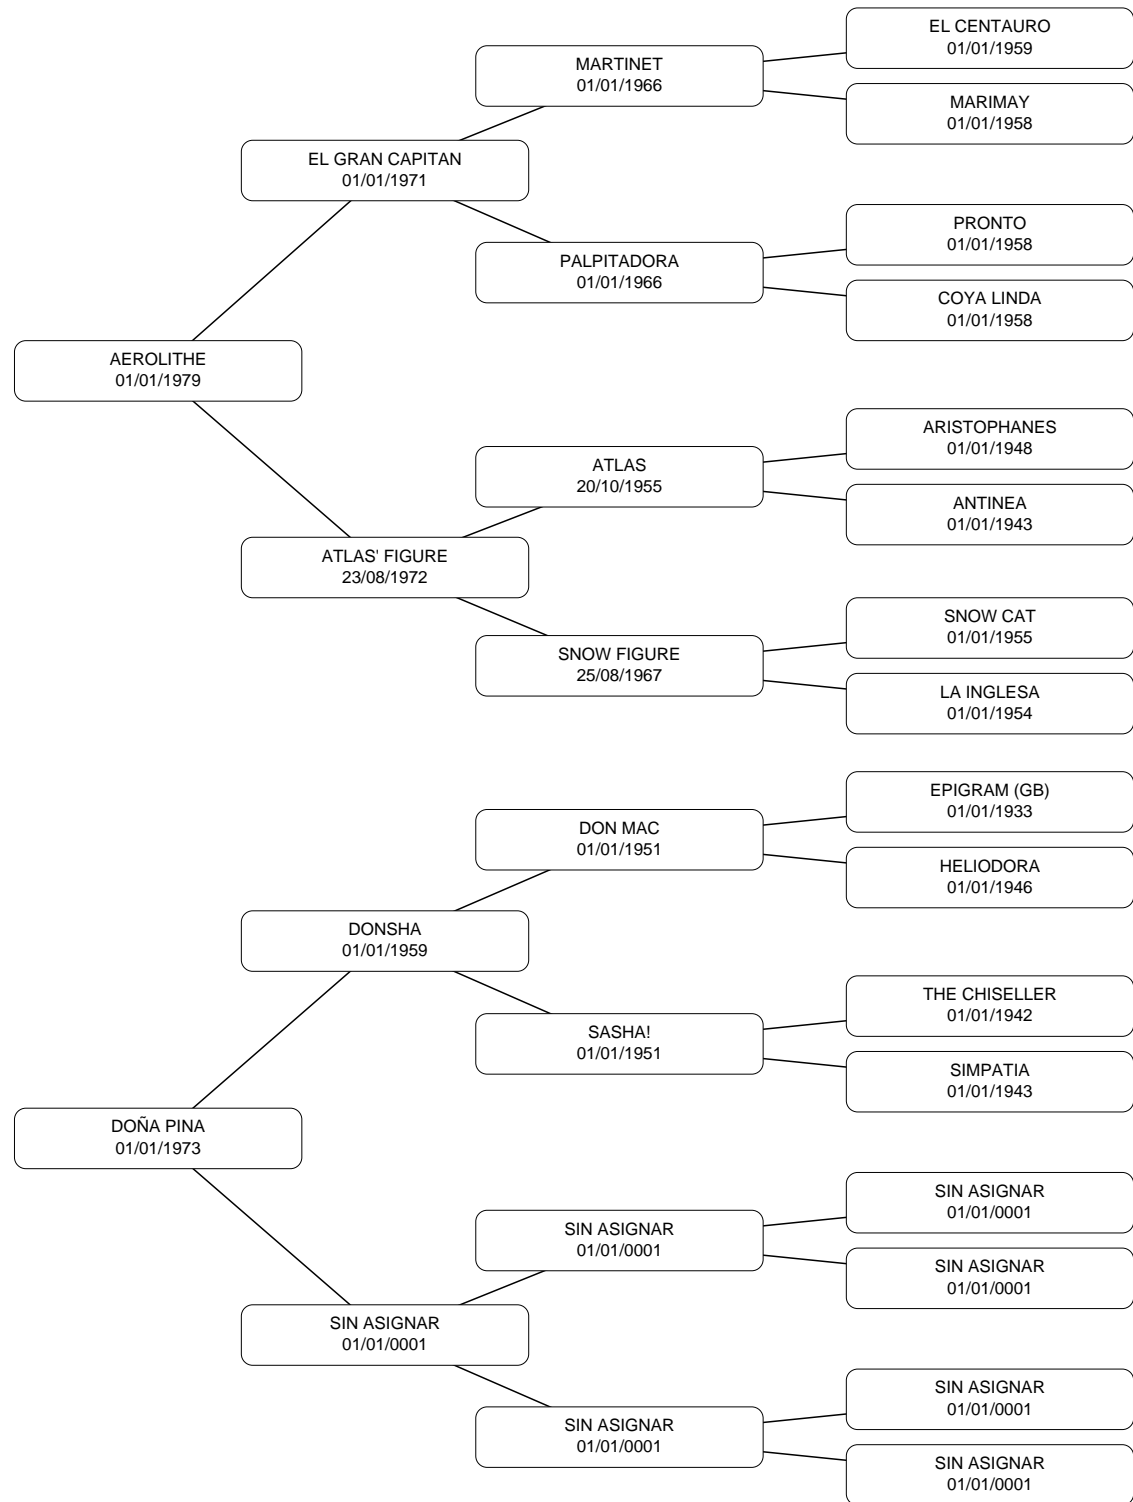 EL CENTAURO
01/01/1959
MARTINET
01/01/1966
MARIMAY
01/01/1958
EL GRAN CAPITAN
01/01/1971
PRONTO
01/01/1958
PALPITADORA
01/01/1966
COYA LINDA
01/01/1958
AEROLITHE
01/01/1979
ARISTOPHANES
01/01/1948
ATLAS
20/10/1955
ANTINEA
01/01/1943
ATLAS' FIGURE
23/08/1972
SNOW CAT
01/01/1955
SNOW FIGURE
25/08/1967
LA INGLESA
01/01/1954
EPIGRAM (GB)
01/01/1933
DON MAC
01/01/1951
HELIODORA
01/01/1946
DONSHA
01/01/1959
THE CHISELLER
01/01/1942
SASHA!
01/01/1951
SIMPATIA
01/01/1943
DOÑA PINA
01/01/1973
SIN ASIGNAR
01/01/0001
SIN ASIGNAR
01/01/0001
SIN ASIGNAR
01/01/0001
SIN ASIGNAR
01/01/0001
SIN ASIGNAR
01/01/0001
SIN ASIGNAR
01/01/0001
SIN ASIGNAR
01/01/0001